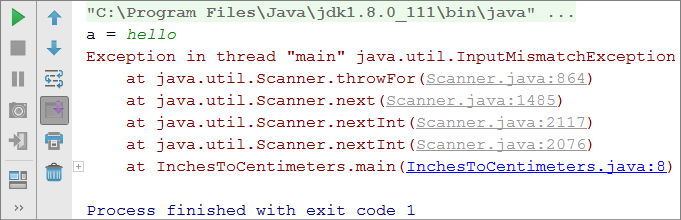 "C:\Program Files\Java\jdk1.8.0_111\bin\java" ...
a = hello
Exception in thread "main" java.util.InputMismatchException
at java.util.Scanner.throwFor(Scanner.java:864)
at java.util.Scanner.next(Scanner.java:1485)
at java.util.Scanner.nextInt(Scanner.java:2117)
at java.util.Scanner.nextInt(Scanner.java:2076)
at InchesToCentimeters.main(InchesToCentimeters.java:8)
Process finished with exit code 1